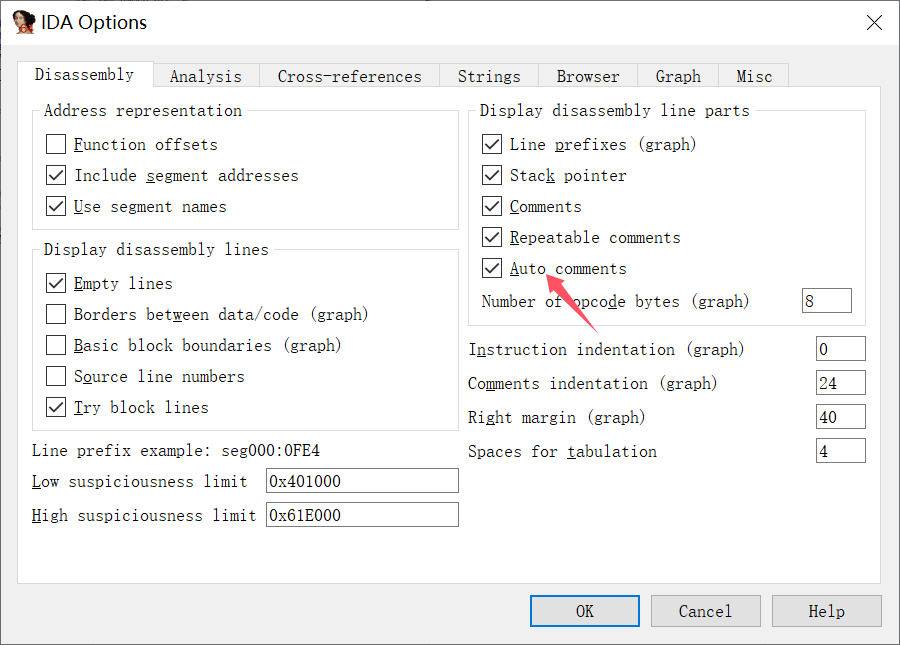 IDA Options
Disassembly
Analysis
Cross-references
Strings
Browser
Graph
Misc
Address representation
Function offsets
Include segment addresses
Use segment names
Display disassembly lines
Empty lines
Borders between data/code (graph)
Basic block boundaries (graph)
Source line numbers
Try block lines
Line prefix example: seg000:0FE4
Low suspiciousness limit 0x401000
High suspiciousness limit 0x61E000
Display disassembly line parts
Line prefixes (graph)
Stack pointer
Comments
Repeatable comments
Auto comments
Number of opcode bytes (graph) 8
Instruction indentation (graph) 0
Comments indentation (graph) 24
Right margin (graph) 40
Spaces for tabulation 4
OK
Cancel
Help